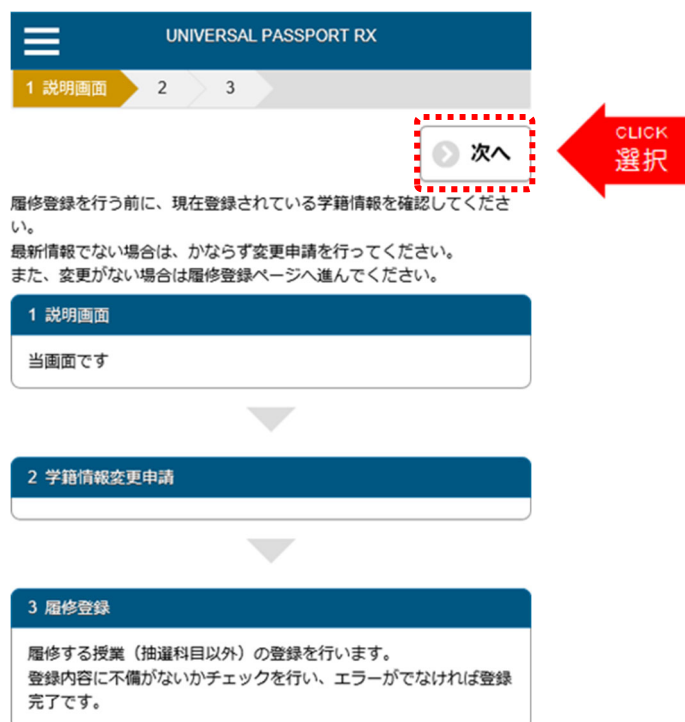 UNIVERSAL PASSPORT RX
1 説明画面
2
3
次へ
CLICK
選択
履修登録を行う前に、現在登録されている学籍情報を確認してくださ
い。
最新情報でない場合は、かならず変更申請を行ってください。
また、変更がない場合は履修登録ページへ進んでください。
1 説明画面
当画面です
2 学籍情報変更申請
3 履修登録
履修する授業（抽選科目以外）の登録を行います。
登録内容に不備がないかチェックを行い、エラーがでなければ登録
完了です。